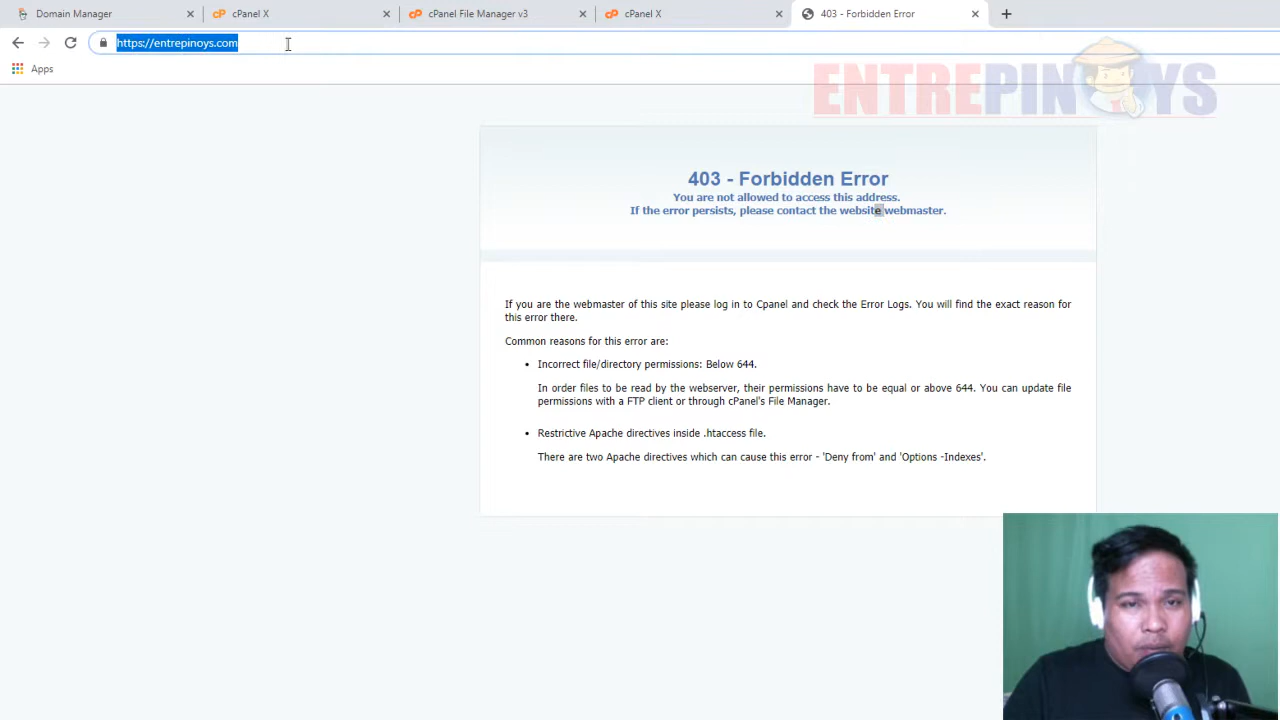 Domain Manager
cPanel X
cPanel File Manager v3
cPanel X
403 - Forbidden Error
https://entrepinoys.com
Apps
ENTREPINOYS
403 - Forbidden Error
You are not allowed to access this address.
If the error persists, please contact the website webmaster.
If you are the webmaster of this site please log in to Cpanel and check the Error Logs. You will find the exact reason for
this error there.
Common reasons for this error are:
• Incorrect file/directory permissions: Below 644.
In order files to be read by the webserver, their permissions have to be equal or above 644. You can update file
permissions with a FTP client or through cPanel's File Manager.
• Restrictive Apache directives inside .htaccess file.
There are two Apache directives which can cause this error - 'Deny from' and 'Options -Indexes'.